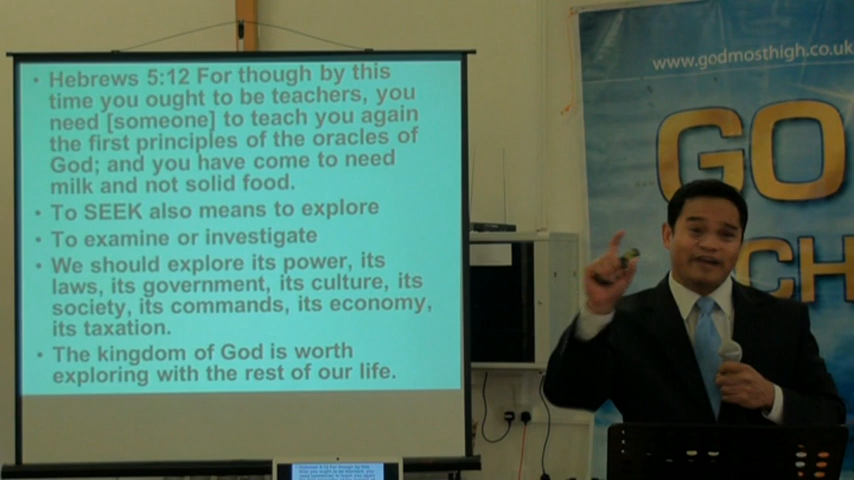 • Hebrews 5:12 For though by this
time you ought to be teachers, you
need [someone] to teach you again
the first principles of the oracles of
God; and you have come to need
milk and not solid food.
• To SEEK also means to explore
• To examine or investigate
• We should explore its power, its
laws, its government, its culture, its
society, its commands, its economy,
its taxation.
• The kingdom of God is worth
exploring with the rest of our life.
www.godmosthigh.co.uk
GO
CH